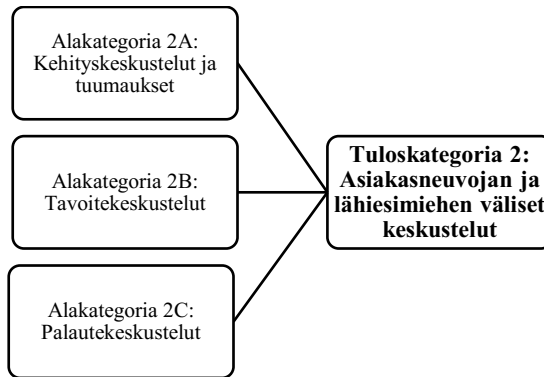 Alakategoria 2A:
Kehityskeskustelut ja
tuumaukset
Alakategoria 2B:
Tavoitekeskustelut
Alakategoria 2C:
Palautekeskustelut
Tuloskategoria 2:
Asiakasneuvojan ja
lähiesimiehen väliset
keskustelut